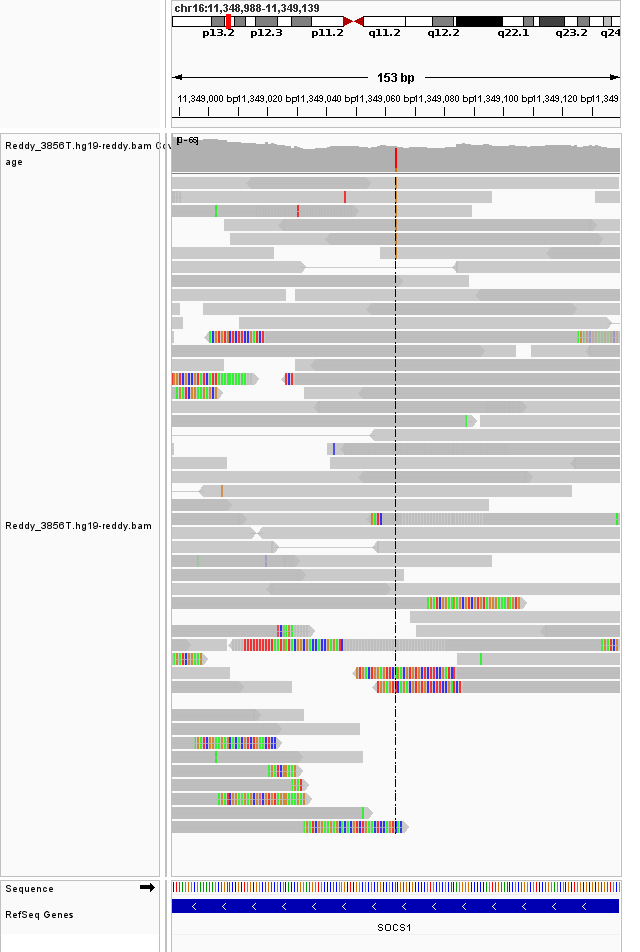 chr16:11,348,988-11,349,139
p13.2 p12.3 p11.2 q11.2 q12.2 q22.1 q23.2 q24
153 bp
11,349,000 bp 11,349,020 bp 11,349,040 bp 11,349,060 bp 11,349,080 bp 11,349,100 bp 11,349,120 bp 11,349
Reddy_3856T.hg19-reddy.bam Cov
age
Reddy_3856T.hg19-reddy.bam
Sequence
RefSeq Genes
SOCS1